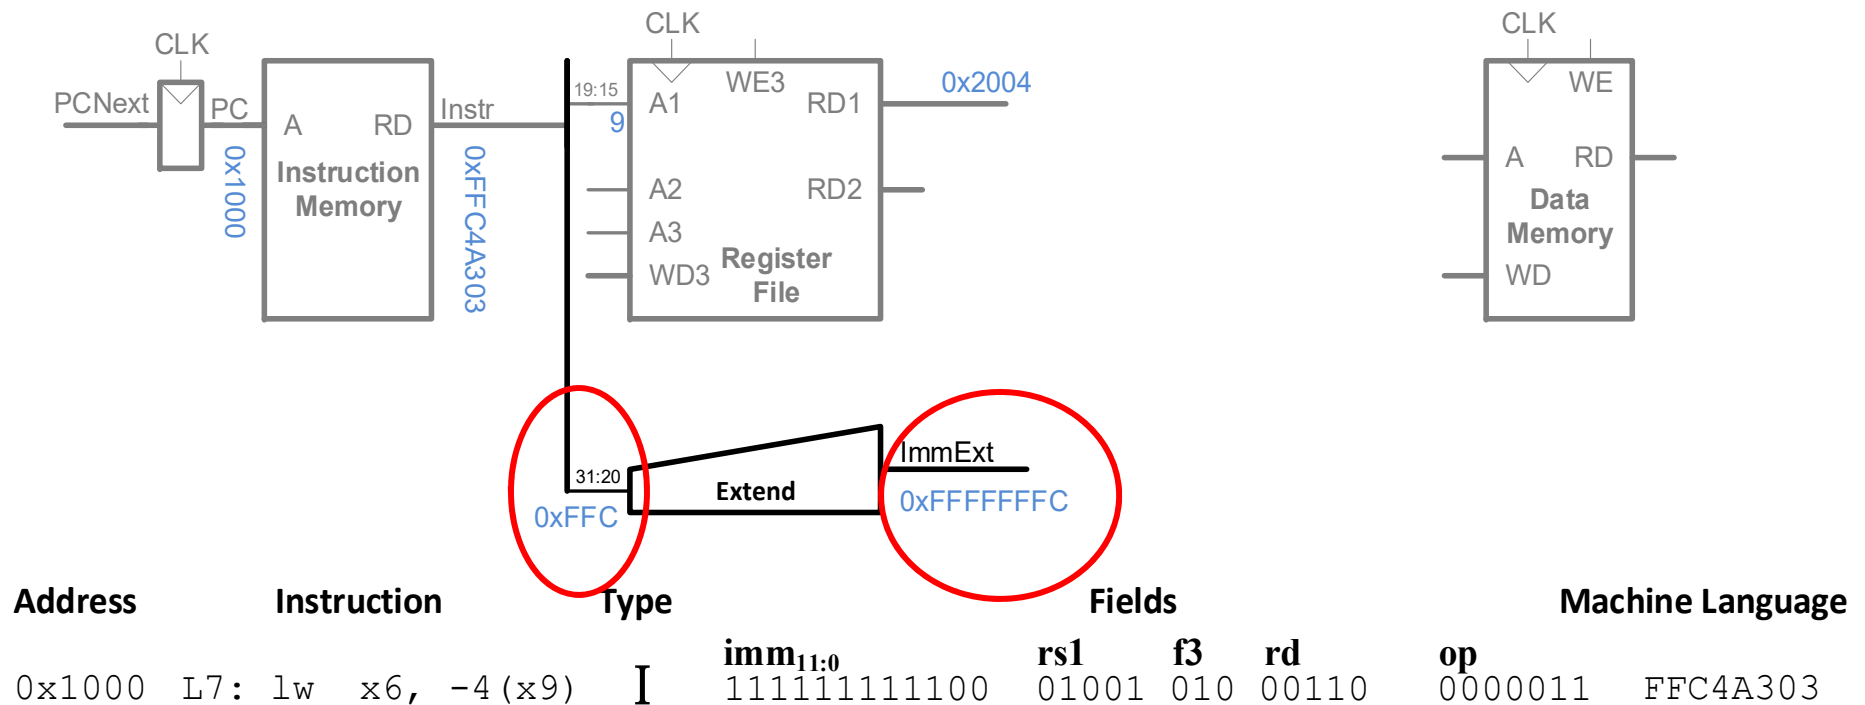 CLK
CLK
CLK
PCNext
PC
A
RD
Instruction
Memory
Instr
0x1000
0xFFC4A303
19:15
9
A1
WE3
RD1
0x2004
A2
RD2
A3
WD3
Register
File
WE
A
RD
Data
Memory
WD
31:20
0xFFC
Extend
ImmExt
0xFFFFFFFC
Address Instruction Type Fields Machine Language
imm11:0 rs1 f3 rd op
0x1000 L7: lw x6, -4(x9) I 111111111100 01001 010 00110 0000011 FFC4A303